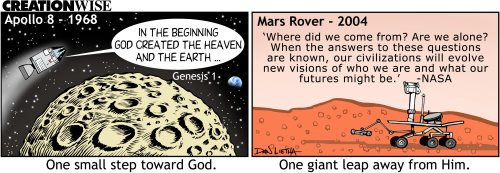 CREATIONWISE
Apollo 8 - 1968
IN THE BEGINNING
GOD CREATED THE HEAVEN
AND THE EARTH ...
Genesis 1
One small step toward God.
Mars Rover - 2004
'Where did we come from? Are we alone?
When the answers to these questions
are known, our civilizations will evolve
new visions of who we are and what our
futures might be.' -NASA
DAN LIETHA
One giant leap away from Him.